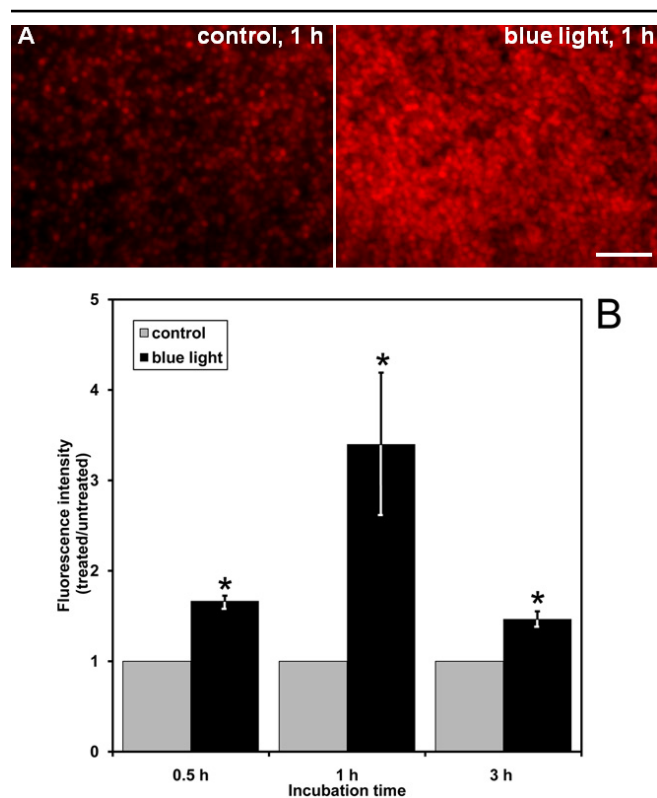 A
control, 1 h
blue light, 1 h
B
5
4
3
2
1
0
control
blue light
*
*
*
Fluorescence intensity
(treated/untreated)
0.5 h
1 h
3 h
Incubation time